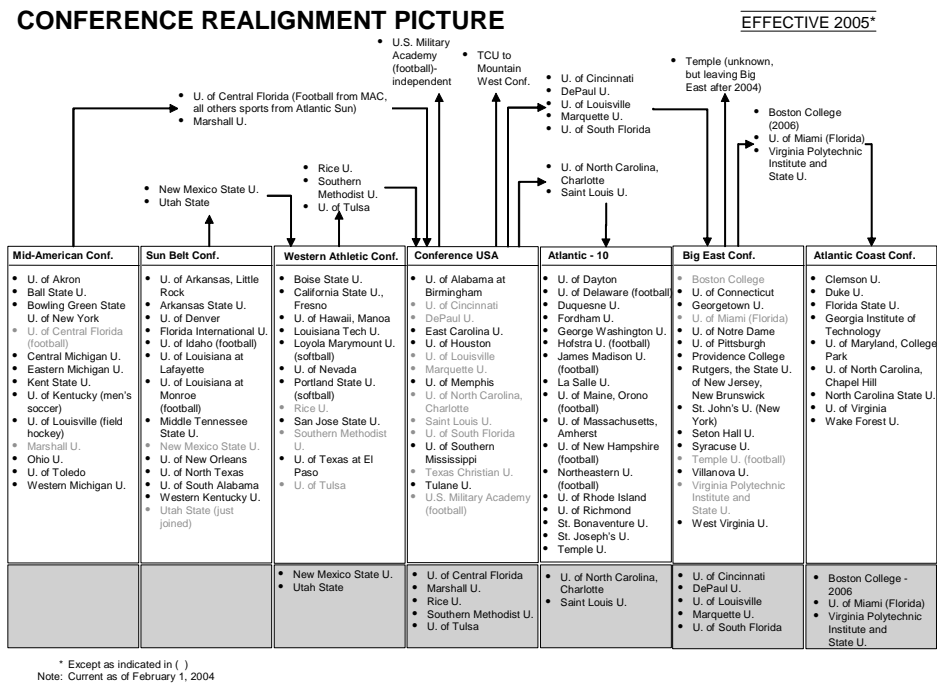 CONFERENCE REALIGNMENT PICTURE
EFFECTIVE 2005*
• U.S. Military
Academy
(football)-
independent
• TCU to
Mountain
West Conf.
• Temple (unknown,
but leaving Big
East after 2004)
• U. of Central Florida (Football from MAC,
all others sports from Atlantic Sun)
• Marshall U.
• U. of Cincinnati
• DePaul U.
• U. of Louisville
• Marquette U.
• U. of South Florida
• Boston College
(2006)
• U. of Miami (Florida)
• Virginia Polytechnic
Institute and
State U.
• New Mexico State U.
• Utah State
• Rice U.
• Southern
Methodist U.
• U. of Tulsa
• U. of North Carolina,
Charlotte
• Saint Louis U.
Mid-American Conf.
• U. of Akron
• Ball State U.
• Bowling Green State
U. of New York
• U. of Central Florida
(football)
• Central Michigan U.
• Eastern Michigan U.
• Kent State U.
• U. of Kentucky (men's
soccer)
• U. of Louisville (field
hockey)
• Marshall U.
• Ohio U.
• U. of Toledo
• Western Michigan U.
Sun Belt Conf.
• U. of Arkansas, Little
Rock
• Arkansas State U.
• U. of Denver
• Florida International U.
• U. of Idaho (football)
• U. of Louisiana at
Lafayette
• U. of Louisiana at
Monroe
(football)
• Middle Tennessee
State U.
• New Mexico State U.
• U. of New Orleans
• U. of North Texas
• U. of South Alabama
• Western Kentucky U.
• Utah State (just
joined)
Western Athletic Conf.
• Boise State U.
• California State U.,
Fresno
• U. of Hawaii, Manoa
• Louisiana Tech U.
• Loyola Marymount U.
(softball)
• U. of Nevada
• Portland State U.
(softball)
• Rice U.
• San Jose State U.
• Southern Methodist
U.
• U. of Texas at El
Paso
• U. of Tulsa
• New Mexico State U.
• Utah State
Conference USA
• U. of Alabama at
Birmingham
• U. of Cincinnati
• DePaul U.
• East Carolina U.
• U. of Houston
• U. of Louisville
• Marquette U.
• U. of Memphis
• U. of North Carolina,
Charlotte
• Saint Louis U.
• U. of South Florida
• U. of Southern
Mississippi
• Texas Christian U.
• Tulane U.
• U.S. Military Academy
(football)
• U. of Central Florida
• Marshall U.
• Rice U.
• Southern Methodist U.
• U. of Tulsa
Atlantic - 10
• U. of Dayton
• U. of Delaware (football)
• Duquesne U.
• Fordham U.
• George Washington U.
• Hofstra U. (football)
• James Madison U.
(football)
• La Salle U.
• U. of Maine, Orono
(football)
• U. of Massachusetts,
Amherst
• U. of New Hampshire
(football)
• Northeastern U.
(football)
• U. of Rhode Island
• U. of Richmond
• St. Bonaventure U.
• St. Joseph's U.
• Temple U.
• U. of North Carolina,
Charlotte
• Saint Louis U.
Big East Conf.
• Boston College
• U. of Connecticut
• Georgetown U.
• U. of Miami (Florida)
• U. of Notre Dame
• U. of Pittsburgh
• Providence College
• Rutgers, the State U.
of New Jersey,
New Brunswick
• St. John's U. (New
York)
• Seton Hall U.
• Syracuse U.
• Temple U. (football)
• Villanova U.
• Virginia Polytechnic
Institute and
State U.
• West Virginia U.
• U. of Cincinnati
• DePaul U.
• U. of Louisville
• Marquette U.
• U. of South Florida
Atlantic Coast Conf.
• Clemson U.
• Duke U.
• Florida State U.
• Georgia Institute of
Technology
• U. of Maryland, College
Park
• U. of North Carolina,
Chapel Hill
• North Carolina State U.
• U. of Virginia
• Wake Forest U.
• Boston College -
2006
• U. of Miami (Florida)
• Virginia Polytechnic
Institute and
State U.
* Except as indicated in ( )
Note: Current as of February 1, 2004